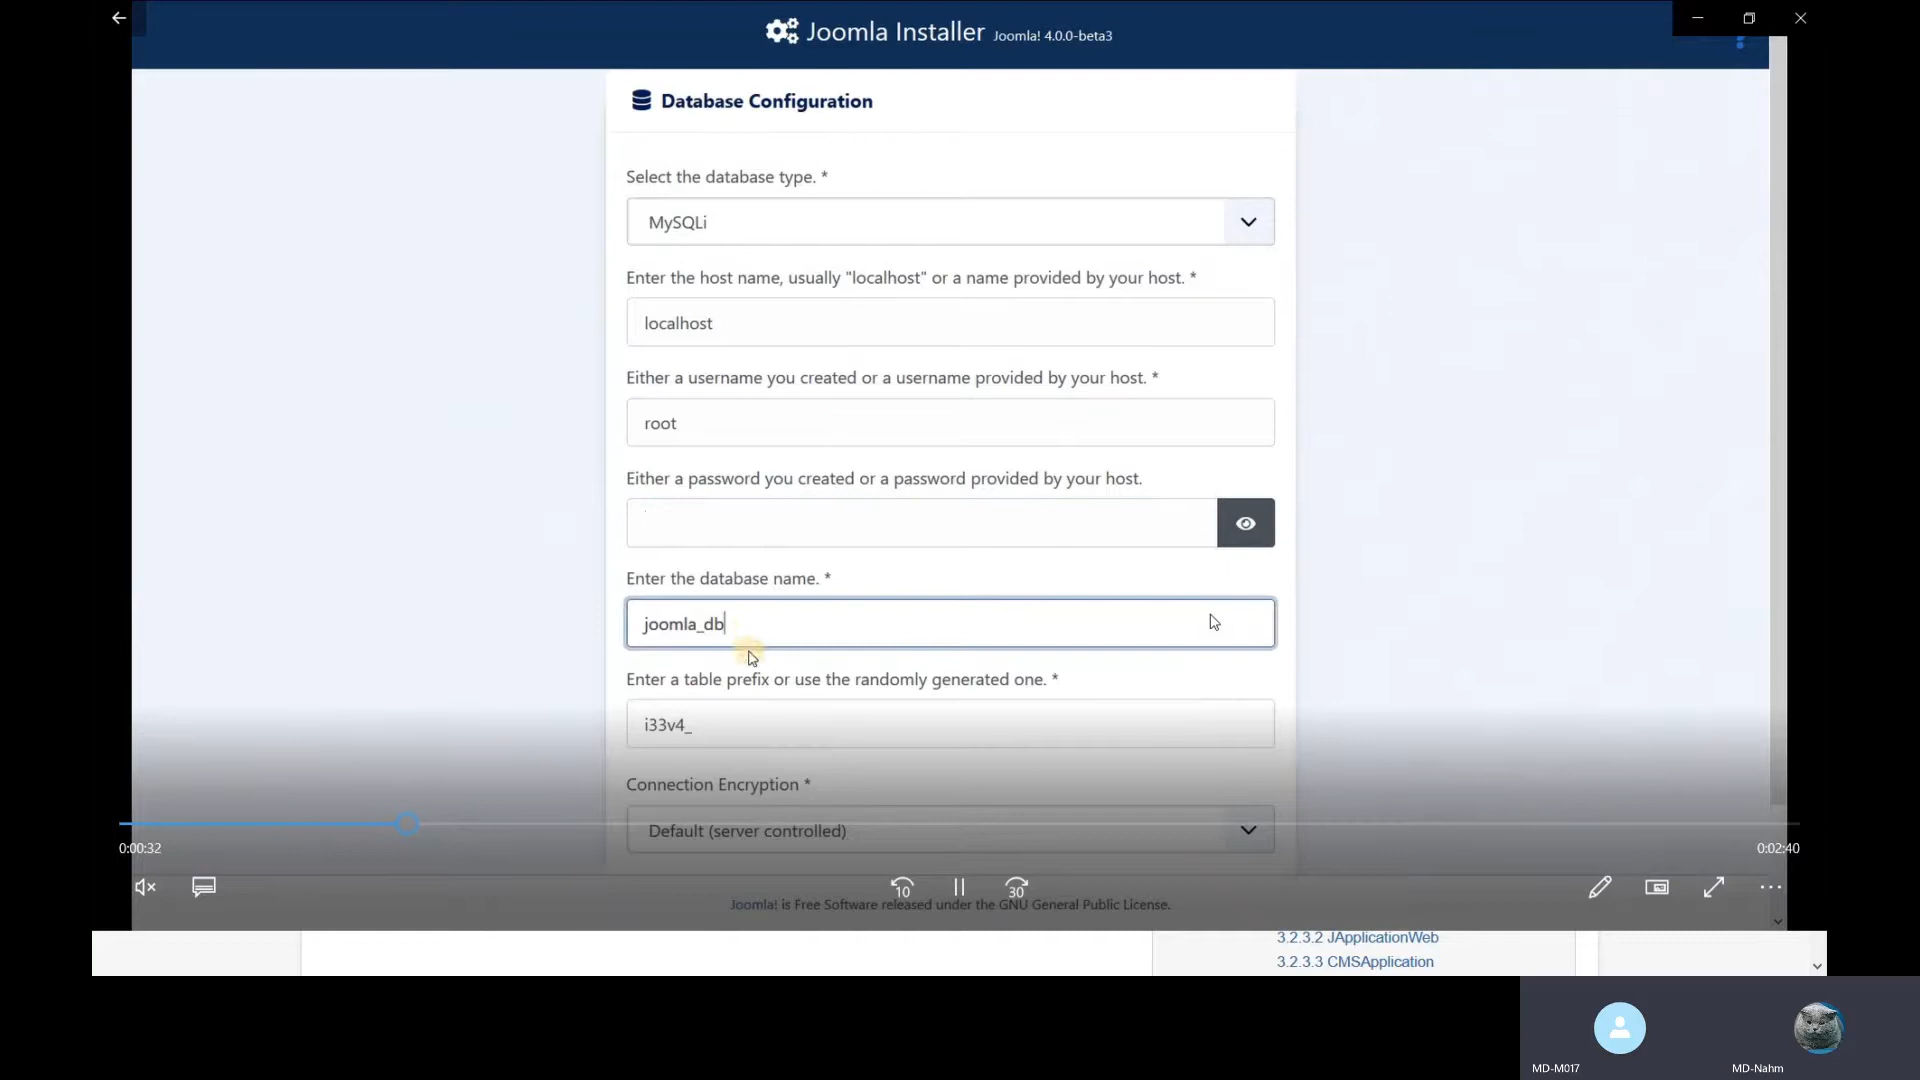 Joomla Installer Joomla! 4.0.0-beta3
Database Configuration
Select the database type. *
MySQLi
Enter the host name, usually "localhost" or a name provided by your host. *
localhost
Either a username you created or a username provided by your host. *
root
Either a password you created or a password provided by your host.
Enter the database name. *
joomla_db
Enter a table prefix or use the randomly generated one. *
i33v4_
Connection Encryption *
Default (server controlled)
0:00:32
0:02:40
10
30
Joomla! is Free Software released under the GNU General Public License.
3.2.3.2 JApplicationWeb
3.2.3.3 CMSApplication
MD-M017
MD-Nahm